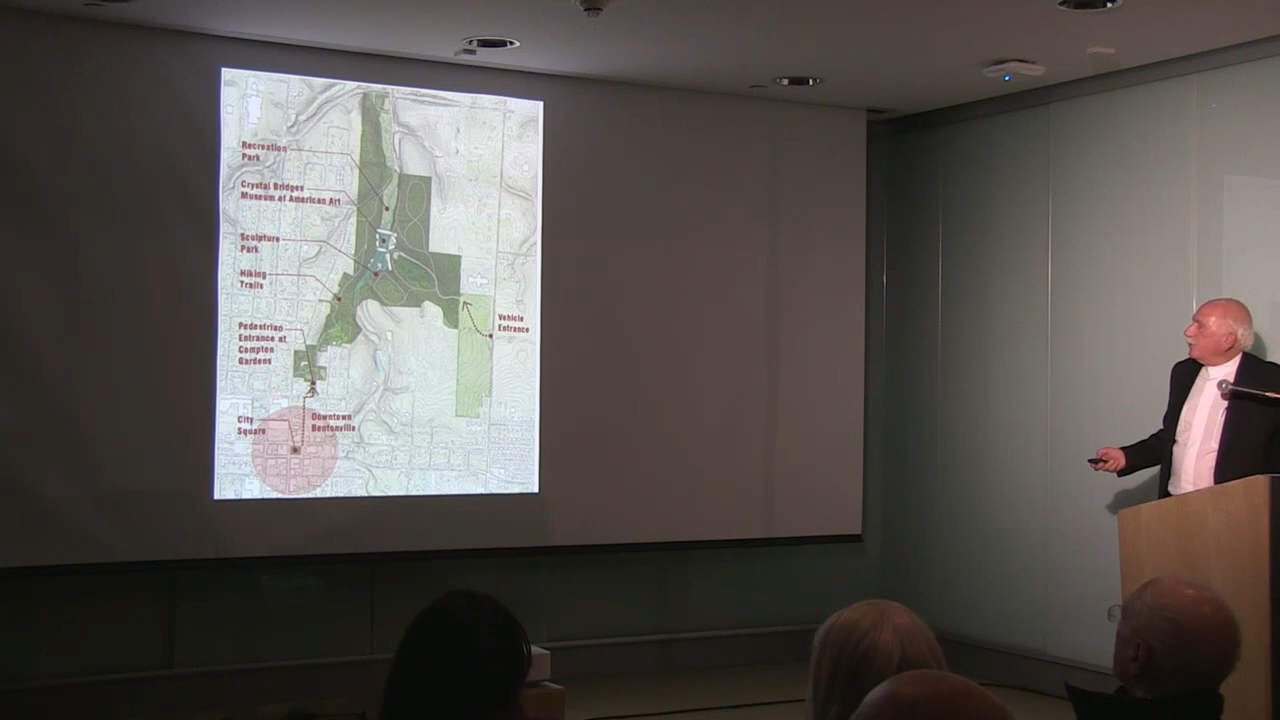 Recreation
Park
Crystal Bridges
Museum of American Art
Sculpture
Park
Hiking
Trails
Vehicle
Entrance
Pedestrian
Entrance at
Compton
Gardens
City
Square
Downtown
Bentonville